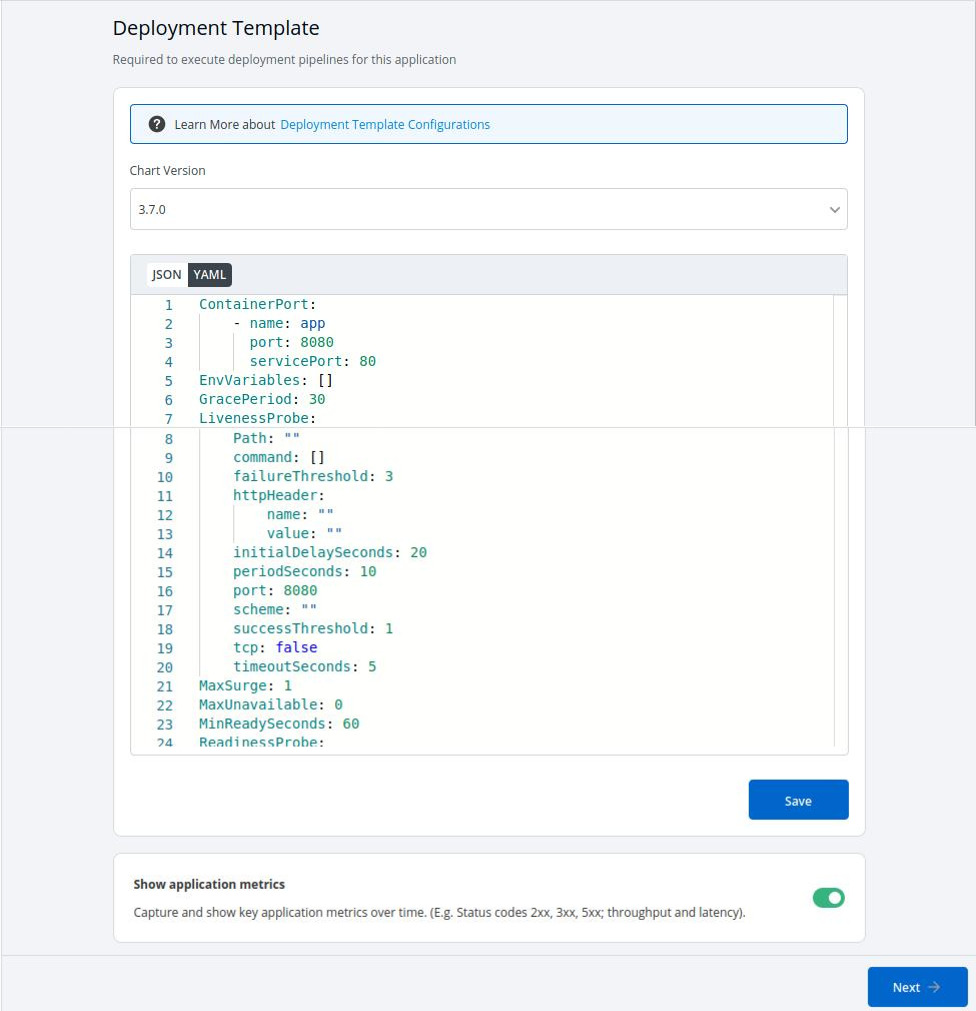 Deployment Template
Required to execute deployment pipelines for this application
? Learn More about Deployment Template Configurations
Chart Version
3.7.0
JSON YAML
1 ContainerPort:
2 - name: app
3 port: 8080
4 servicePort: 80
5 EnvVariables: []
6 GracePeriod: 30
7 LivenessProbe:
8 Path: ""
9 command: []
10 failureThreshold: 3
11 httpHeader:
12 name: ""
13 value: ""
14 initialDelaySeconds: 20
15 periodSeconds: 10
16 port: 8080
17 scheme: ""
18 successThreshold: 1
19 tcp: false
20 timeoutSeconds: 5
21 MaxSurge: 1
22 MaxUnavailable: 0
23 MinReadySeconds: 60
24 ReadinessProbe:
Save
Show application metrics
Capture and show key application metrics over time. (E.g. Status codes 2xx, 3xx, 5xx; throughput and latency).
Next →